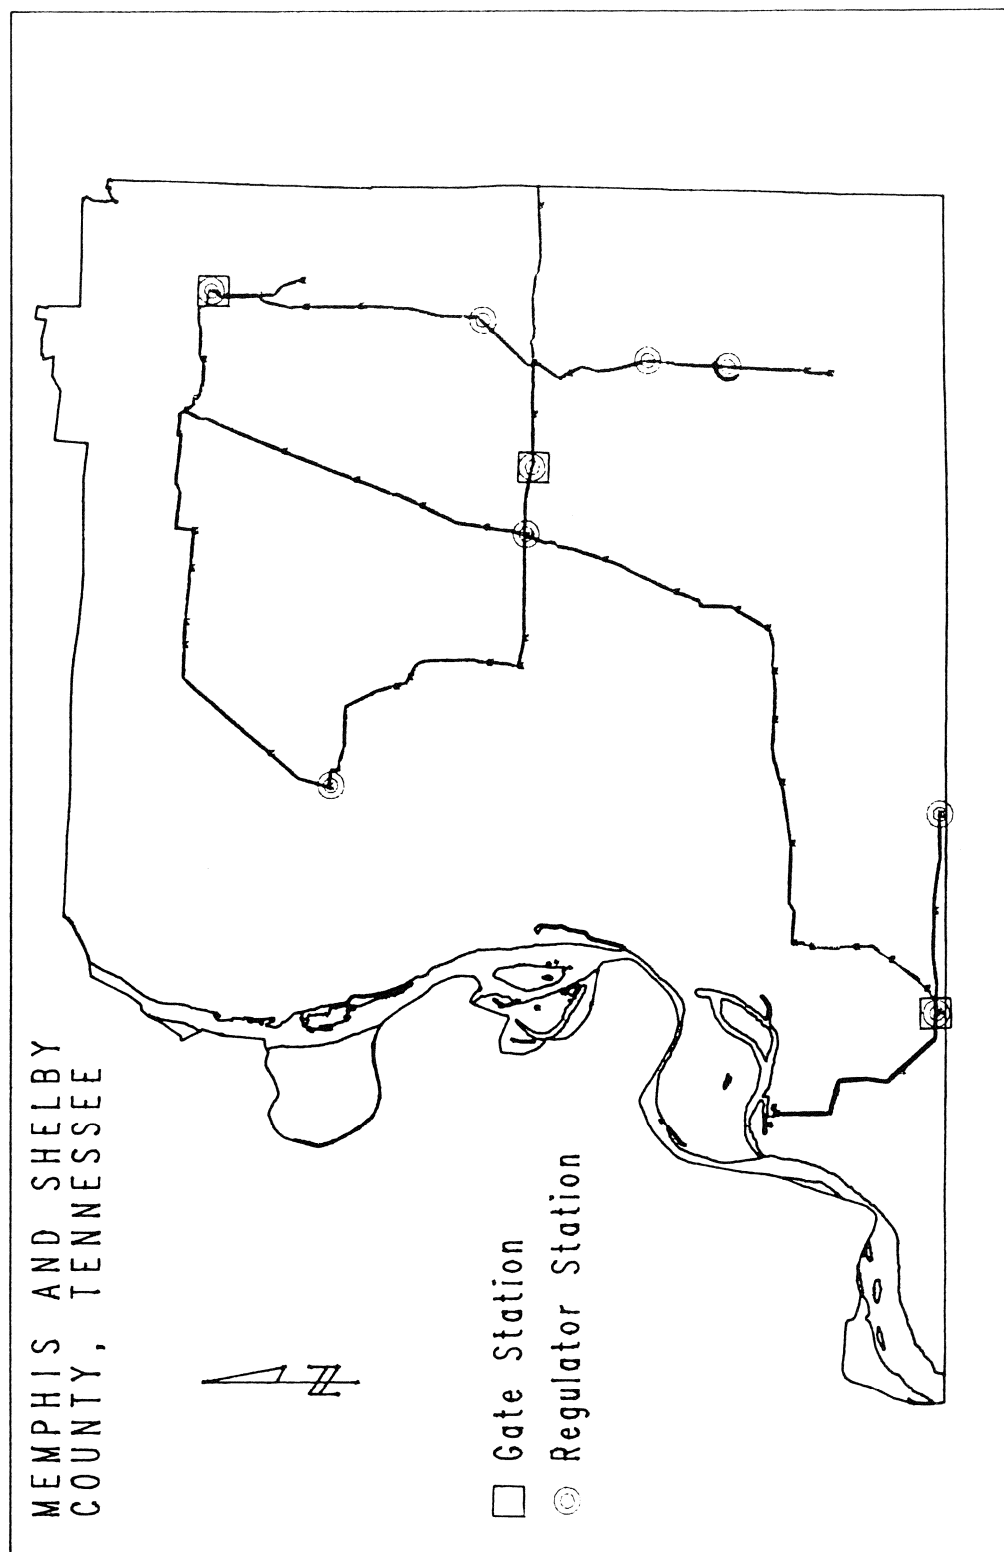 MEMPHIS AND SHELBY
COUNTY, TENNESSEE
N
Gate Station
Regulator Station